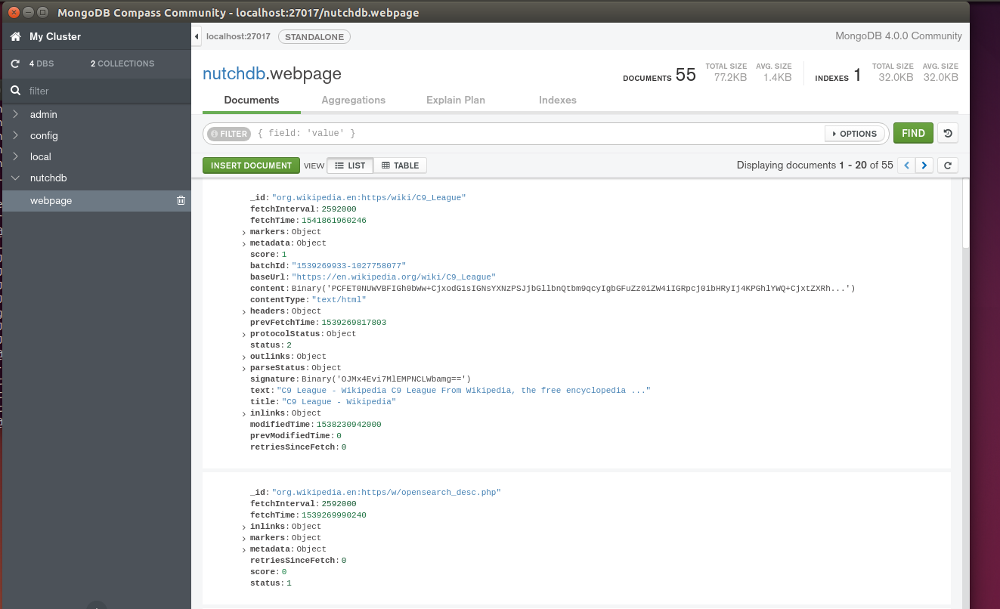 MongoDB Compass Community - localhost:27017/nutchdb.webpage
My Cluster
localhost:27017 STANDALONE MongoDB 4.0.0 Community
4 DBS 2 COLLECTIONS
filter
admin
config
local
nutchdb
webpage
nutchdb.webpage
DOCUMENTS 55 TOTAL SIZE 77.2KB AVG. SIZE 1.4KB INDEXES 1 TOTAL SIZE 32.0KB AVG. SIZE 32.0KB
Documents Aggregations Explain Plan Indexes
FILTER { field: 'value' } OPTIONS FIND
INSERT DOCUMENT VIEW LIST TABLE Displaying documents 1 - 20 of 55
_id: "org.wikipedia.en:https/wiki/C9_League"
fetchInterval: 2592000
fetchTime: 1541861960246
markers: Object
metadata: Object
score: 1
batchId: "1539269933-1027758077"
baseUrl: "https://en.wikipedia.org/wiki/C9_League"
content: Binary('PCFET0NUWVBFIGh0bWw+CjxodG1sIGNsYXNzPSJjbGllbnQtbm9qcyIgbGFuZz0iZW4iIGRpcj0ibHRyIj4KPGhlYWQ+CjxtZXRh...')
contentType: "text/html"
headers: Object
prevFetchTime: 1539269817803
protocolStatus: Object
status: 2
outlinks: Object
parseStatus: Object
signature: Binary('OJMx4Evi7MlEMPNCLWbamg==')
text: "C9 League - Wikipedia C9 League From Wikipedia, the free encyclopedia ..."
title: "C9 League - Wikipedia"
inlinks: Object
modifiedTime: 1538230942000
prevModifiedTime: 0
retriesSinceFetch: 0
_id: "org.wikipedia.en:https/w/opensearch_desc.php"
fetchInterval: 2592000
fetchTime: 1539269990240
inlinks: Object
markers: Object
metadata: Object
retriesSinceFetch: 0
score: 0
status: 1